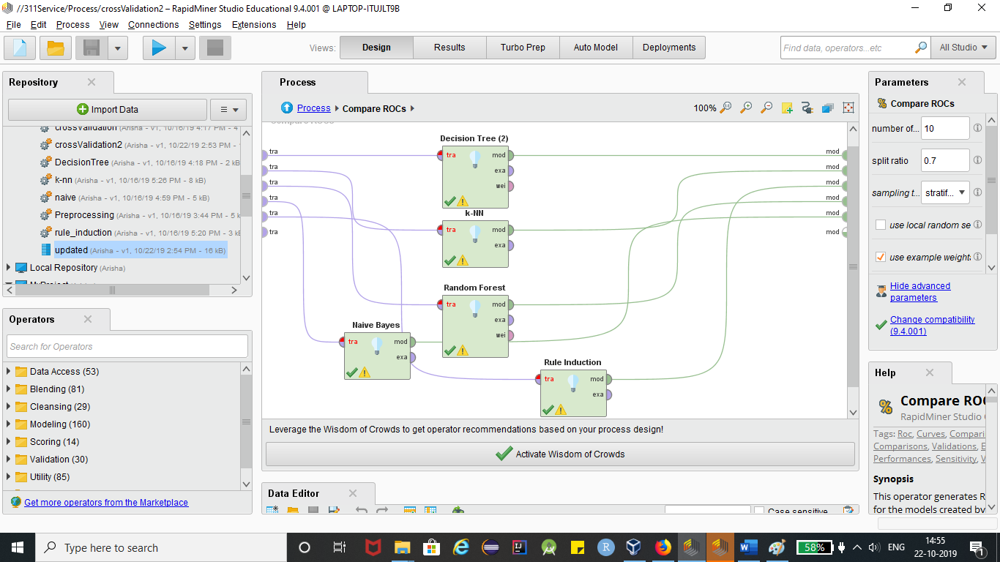 //311Service/Process/crossValidation2 – RapidMiner Studio Educational 9.4.001 @ LAPTOP-ITUJLT9B
File Edit Process View Connections Settings Extensions Help
Views: Design Results Turbo Prep Auto Model Deployments Find data, operators...etc All Studio
Repository
Import Data
crossValidation (Arisha - v1, 10/16/19 4:17 PM - 4
crossValidation2 (Arisha - v1, 10/22/19 2:53 PM -
DecisionTree (Arisha - v1, 10/16/19 4:18 PM - 2 kB
k-nn (Arisha - v1, 10/16/19 5:26 PM - 8 kB)
naive (Arisha - v1, 10/16/19 4:59 PM - 5 kB)
Preprocessing (Arisha - v1, 10/16/19 3:44 PM - 5 k
rule_induction (Arisha - v1, 10/16/19 5:20 PM - 3 k
updated (Arisha - v1, 10/22/19 2:54 PM - 16 kB)
Local Repository (Arisha)
Operators
Search for Operators
Data Access (53)
Blending (81)
Cleansing (29)
Modeling (160)
Scoring (14)
Validation (30)
Utility (85)
Get more operators from the Marketplace
Process
Process Compare ROCs
100%
Compare ROCs
tra
tra
tra
tra
tra
tra
Decision Tree (2)
tra mod
exa
wei
k-NN
tra mod
exa
Random Forest
tra mod
exa
wei
Naive Bayes
tra mod
exa
Rule Induction
tra mod
exa
mod
mod
mod
mod
mod
mod
Leverage the Wisdom of Crowds to get operator recommendations based on your process design!
Activate Wisdom of Crowds
Data Editor
Case sensitive
Parameters
Compare ROCs
number of... 10
split ratio 0.7
sampling t... stratif...
use local random se
use example weights
Hide advanced
parameters
Change compatibility
(9.4.001)
Help
Compare RO
RapidMiner Studio
Tags: Roc, Curves, Compari
Comparisons, Validations, E
Performances, Sensitivity, V
Synopsis
This operator generates R
for the models created by
Type here to search
58%
ENG
14:55
22-10-2019
1